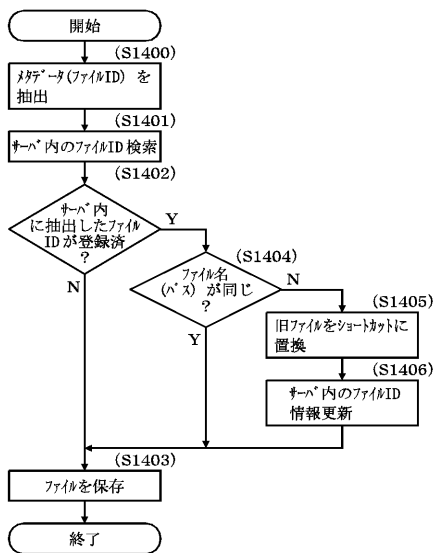 開始
(S1400)
ﾒﾀﾃﾞｰﾀ(ﾌｧｲﾙID)を
抽出
(S1401)
ｻｰﾊﾞ内のﾌｧｲﾙID検索
(S1402)
ｻｰﾊﾞ内
に抽出したﾌｧｲﾙ
IDが登録済
?
Y
N
(S1404)
ﾌｧｲﾙ名
(ﾊﾟｽ)が同じ
?
N
Y
(S1405)
旧ﾌｧｲﾙをｼｮｰﾄｶｯﾄに
置換
(S1406)
ｻｰﾊﾞ内のﾌｧｲﾙID
情報更新
(S1403)
ﾌｧｲﾙを保存
終了